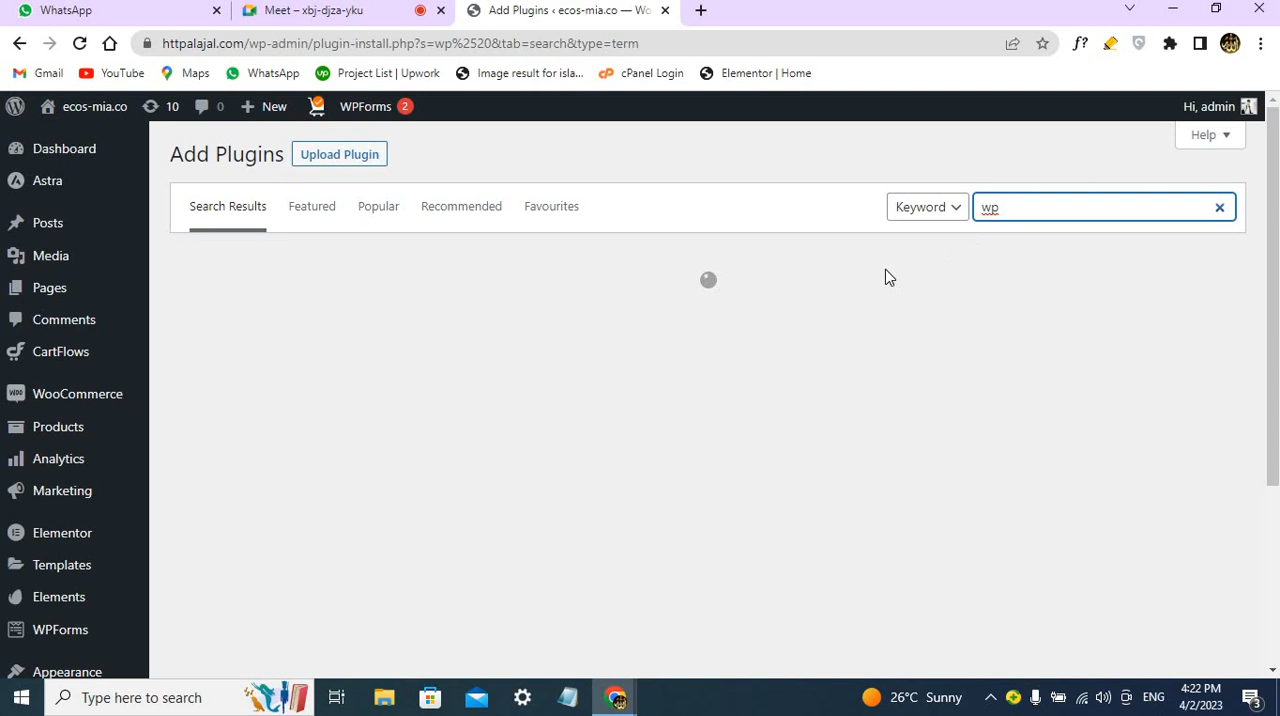 WhatsApp
Meet – xbj-djza-yku
Add Plugins ‹ ecos-mia.co — Wo
httpalajal.com/wp-admin/plugin-install.php?s=wp%2520&tab=search&type=term
f?
Gmail
YouTube
Maps
WhatsApp
Project List | Upwork
Image result for isla...
cPanel Login
Elementor | Home
ecos-mia.co
10
0
New
WPForms 2
Hi, admin
Help
Add Plugins
Upload Plugin
Search Results
Featured
Popular
Recommended
Favourites
Keyword
wp
Dashboard
Astra
Posts
Media
Pages
Comments
CartFlows
WooCommerce
Products
Analytics
Marketing
Elementor
Templates
Elements
WPForms
Appearance
Type here to search
26°C Sunny
ENG
4:22 PM
4/2/2023
3